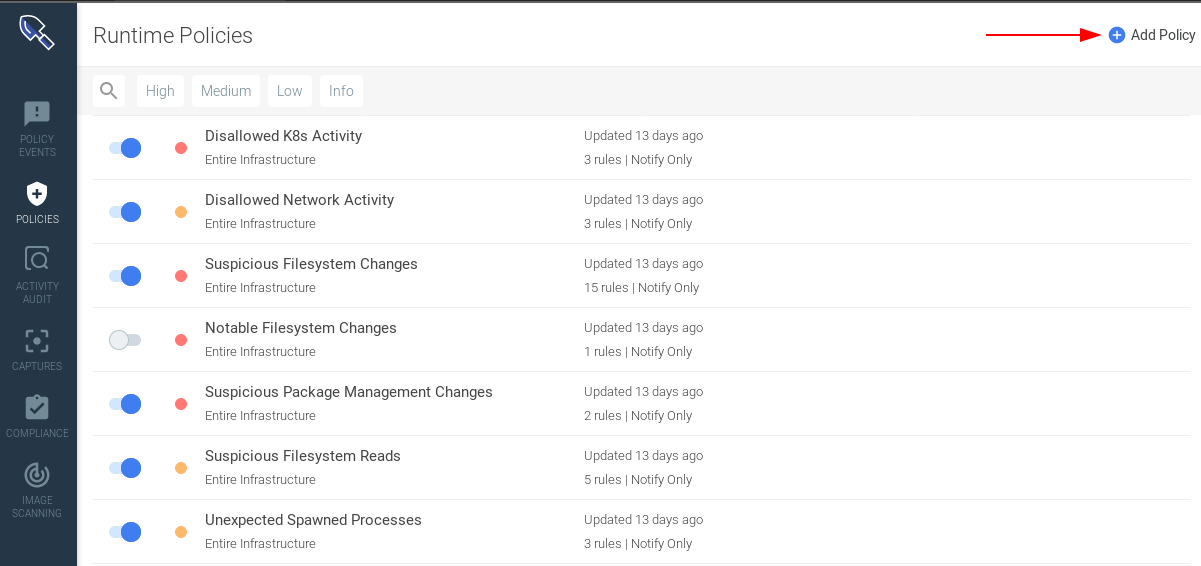 Runtime Policies
Add Policy
High
Medium
Low
Info
POLICY
EVENTS
POLICIES
ACTIVITY
AUDIT
CAPTURES
COMPLIANCE
IMAGE
SCANNING
Disallowed K8s Activity
Updated 13 days ago
Entire Infrastructure
3 rules | Notify Only
Disallowed Network Activity
Updated 13 days ago
Entire Infrastructure
3 rules | Notify Only
Suspicious Filesystem Changes
Updated 13 days ago
Entire Infrastructure
15 rules | Notify Only
Notable Filesystem Changes
Updated 13 days ago
Entire Infrastructure
1 rules | Notify Only
Suspicious Package Management Changes
Updated 13 days ago
Entire Infrastructure
2 rules | Notify Only
Suspicious Filesystem Reads
Updated 13 days ago
Entire Infrastructure
5 rules | Notify Only
Unexpected Spawned Processes
Updated 13 days ago
Entire Infrastructure
3 rules | Notify Only